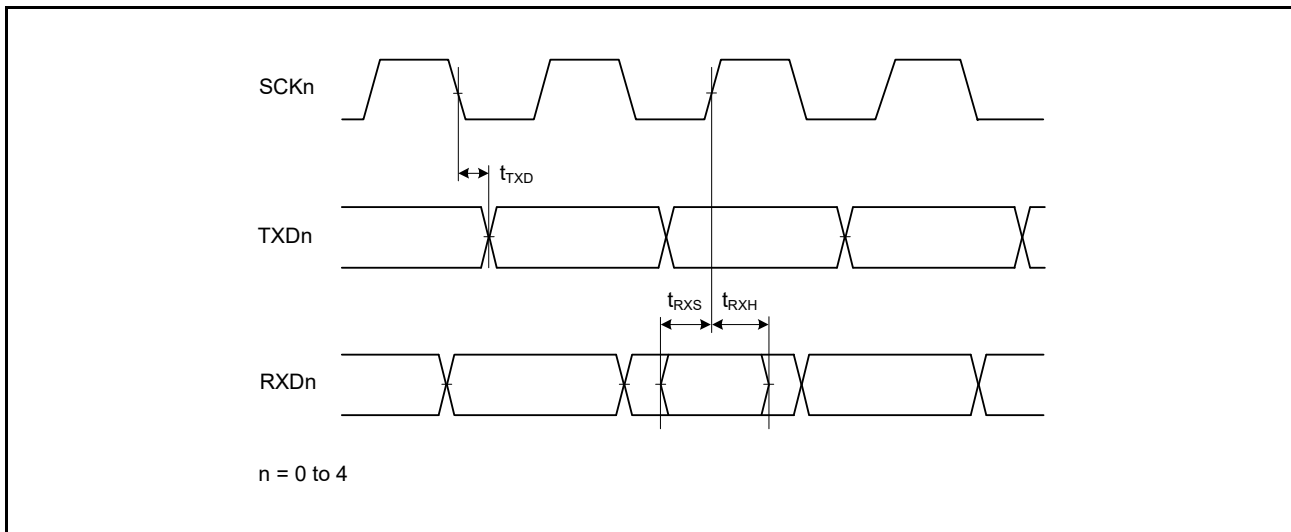 SCKn
tTXD
TXDn
tRXS tRXH
RXDn
n = 0 to 4